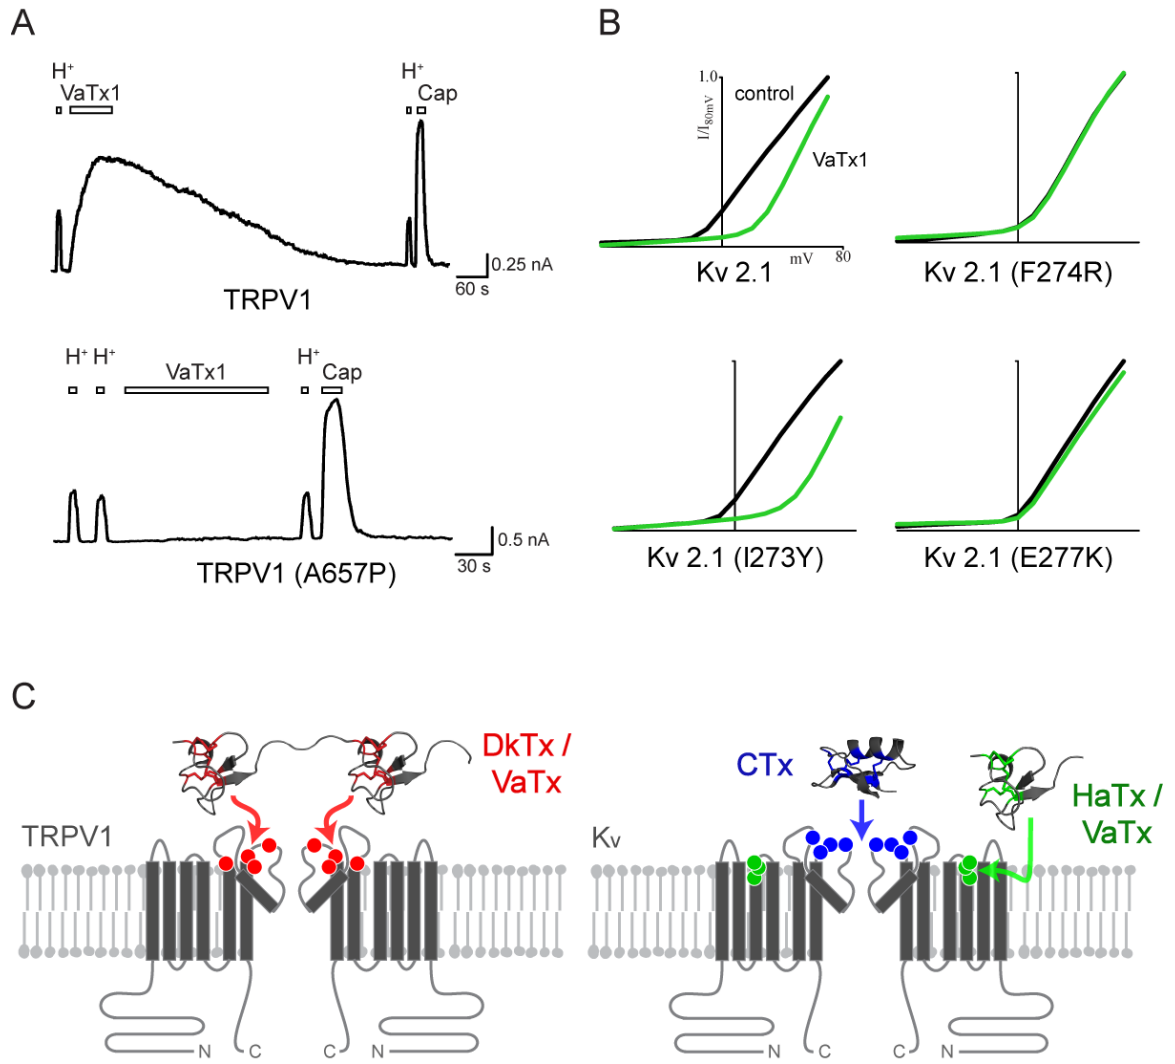 A
H⁺
VaTx1
H⁺
Cap
0.25 nA
60 s
TRPV1
H⁺ H⁺
VaTx1
H⁺
Cap
0.5 nA
30 s
TRPV1 (A657P)
B
1.0
I/I80mV
control
VaTx1
mV
80
Kv 2.1
Kv 2.1 (F274R)
Kv 2.1 (I273Y)
Kv 2.1 (E277K)
C
DkTx /
VaTx
TRPV1
N
C
C
N
CTx
HaTx /
VaTx
Kv
N
C
C
N